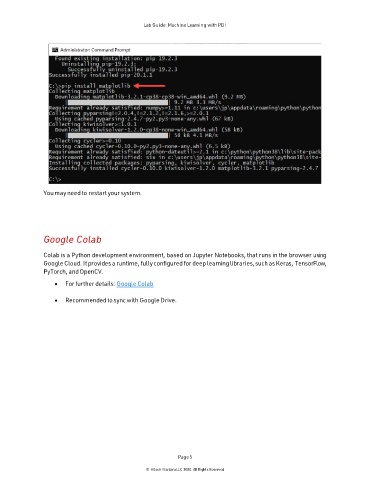 Lab Guide: Machine Learning with PDI
Administrator: Command Prompt
Found existing installation: pip 19.2.3
Uninstalling pip-19.2.3:
Successfully uninstalled pip-19.2.3
Successfully installed pip-20.1.1
C:\>pip install matplotlib
Collecting matplotlib
Downloading matplotlib-3.2.1-cp38-cp38-win_amd64.whl (9.2 MB)
| 9.2 MB 3.3 MB/s
Requirement already satisfied: numpy>=1.11 in c:\users\jp\appdata\roaming\python\python
Collecting pyparsing!=2.0.4,!=2.1.2,!=2.1.6,>=2.0.1
Using cached pyparsing-2.4.7-py2.py3-none-any.whl (67 kB)
Collecting kiwisolver>=1.0.1
Downloading kiwisolver-1.2.0-cp38-none-win_amd64.whl (58 kB)
| 58 kB 4.1 MB/s
Collecting cycler>=0.10
Using cached cycler-0.10.0-py2.py3-none-any.whl (6.5 kB)
Requirement already satisfied: python-dateutil>=2.1 in c:\python\python38\lib\site-pack
Requirement already satisfied: six in c:\users\jp\appdata\roaming\python\python38\site-
Installing collected packages: pyparsing, kiwisolver, cycler, matplotlib
Successfully installed cycler-0.10.0 kiwisolver-1.2.0 matplotlib-3.2.1 pyparsing-2.4.7
C:\>
You may need to restart your system.
Google Colab
Colab is a Python development environment, based on Jupyter Notebooks, that runs in the browser using
Google Cloud. It provides a runtime, fully configured for deep learning libraries, such as Keras, TensorFlow,
PyTorch, and OpenCV.
• For further details: Google Colab
• Recommended to sync with Google Drive.
Page 5
© Hitachi Vantara LLC 2020. All Rights Reserved